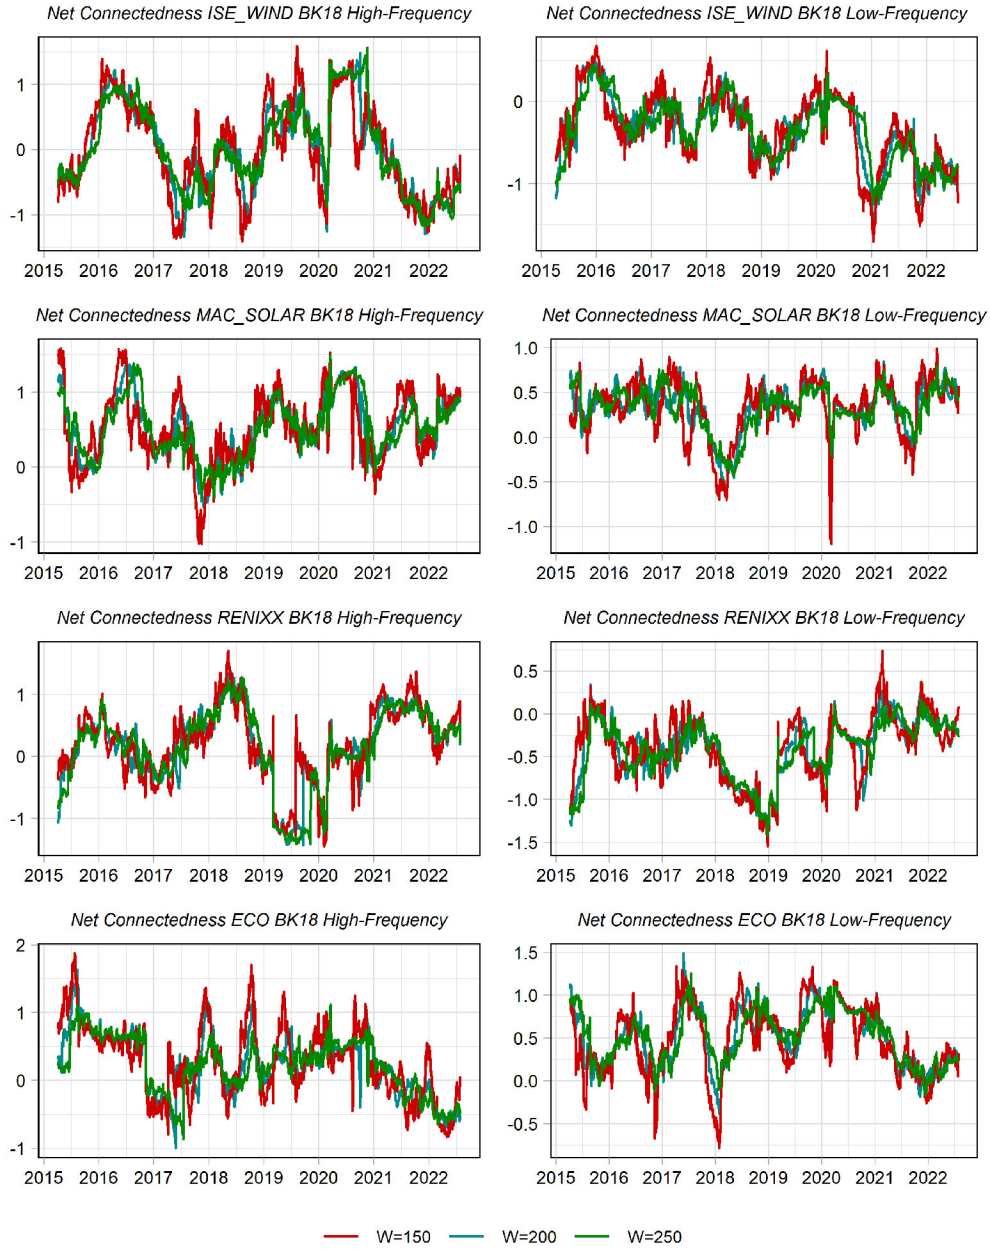 Net Connectedness ISE_WIND BK18 High-Frequency
1
0
-1
2015 2016 2017 2018 2019 2020 2021 2022
Net Connectedness ISE_WIND BK18 Low-Frequency
0
-1
2015 2016 2017 2018 2019 2020 2021 2022
Net Connectedness MAC_SOLAR BK18 High-Frequency
1
0
-1
2015 2016 2017 2018 2019 2020 2021 2022
Net Connectedness MAC_SOLAR BK18 Low-Frequency
1.0
0.5
0.0
-0.5
-1.0
2015 2016 2017 2018 2019 2020 2021 2022
Net Connectedness RENIXX BK18 High-Frequency
1
0
-1
2015 2016 2017 2018 2019 2020 2021 2022
Net Connectedness RENIXX BK18 Low-Frequency
0.5
0.0
-0.5
-1.0
-1.5
2015 2016 2017 2018 2019 2020 2021 2022
Net Connectedness ECO BK18 High-Frequency
2
1
0
-1
2015 2016 2017 2018 2019 2020 2021 2022
Net Connectedness ECO BK18 Low-Frequency
1.5
1.0
0.5
0.0
-0.5
2015 2016 2017 2018 2019 2020 2021 2022
W=150 W=200 W=250